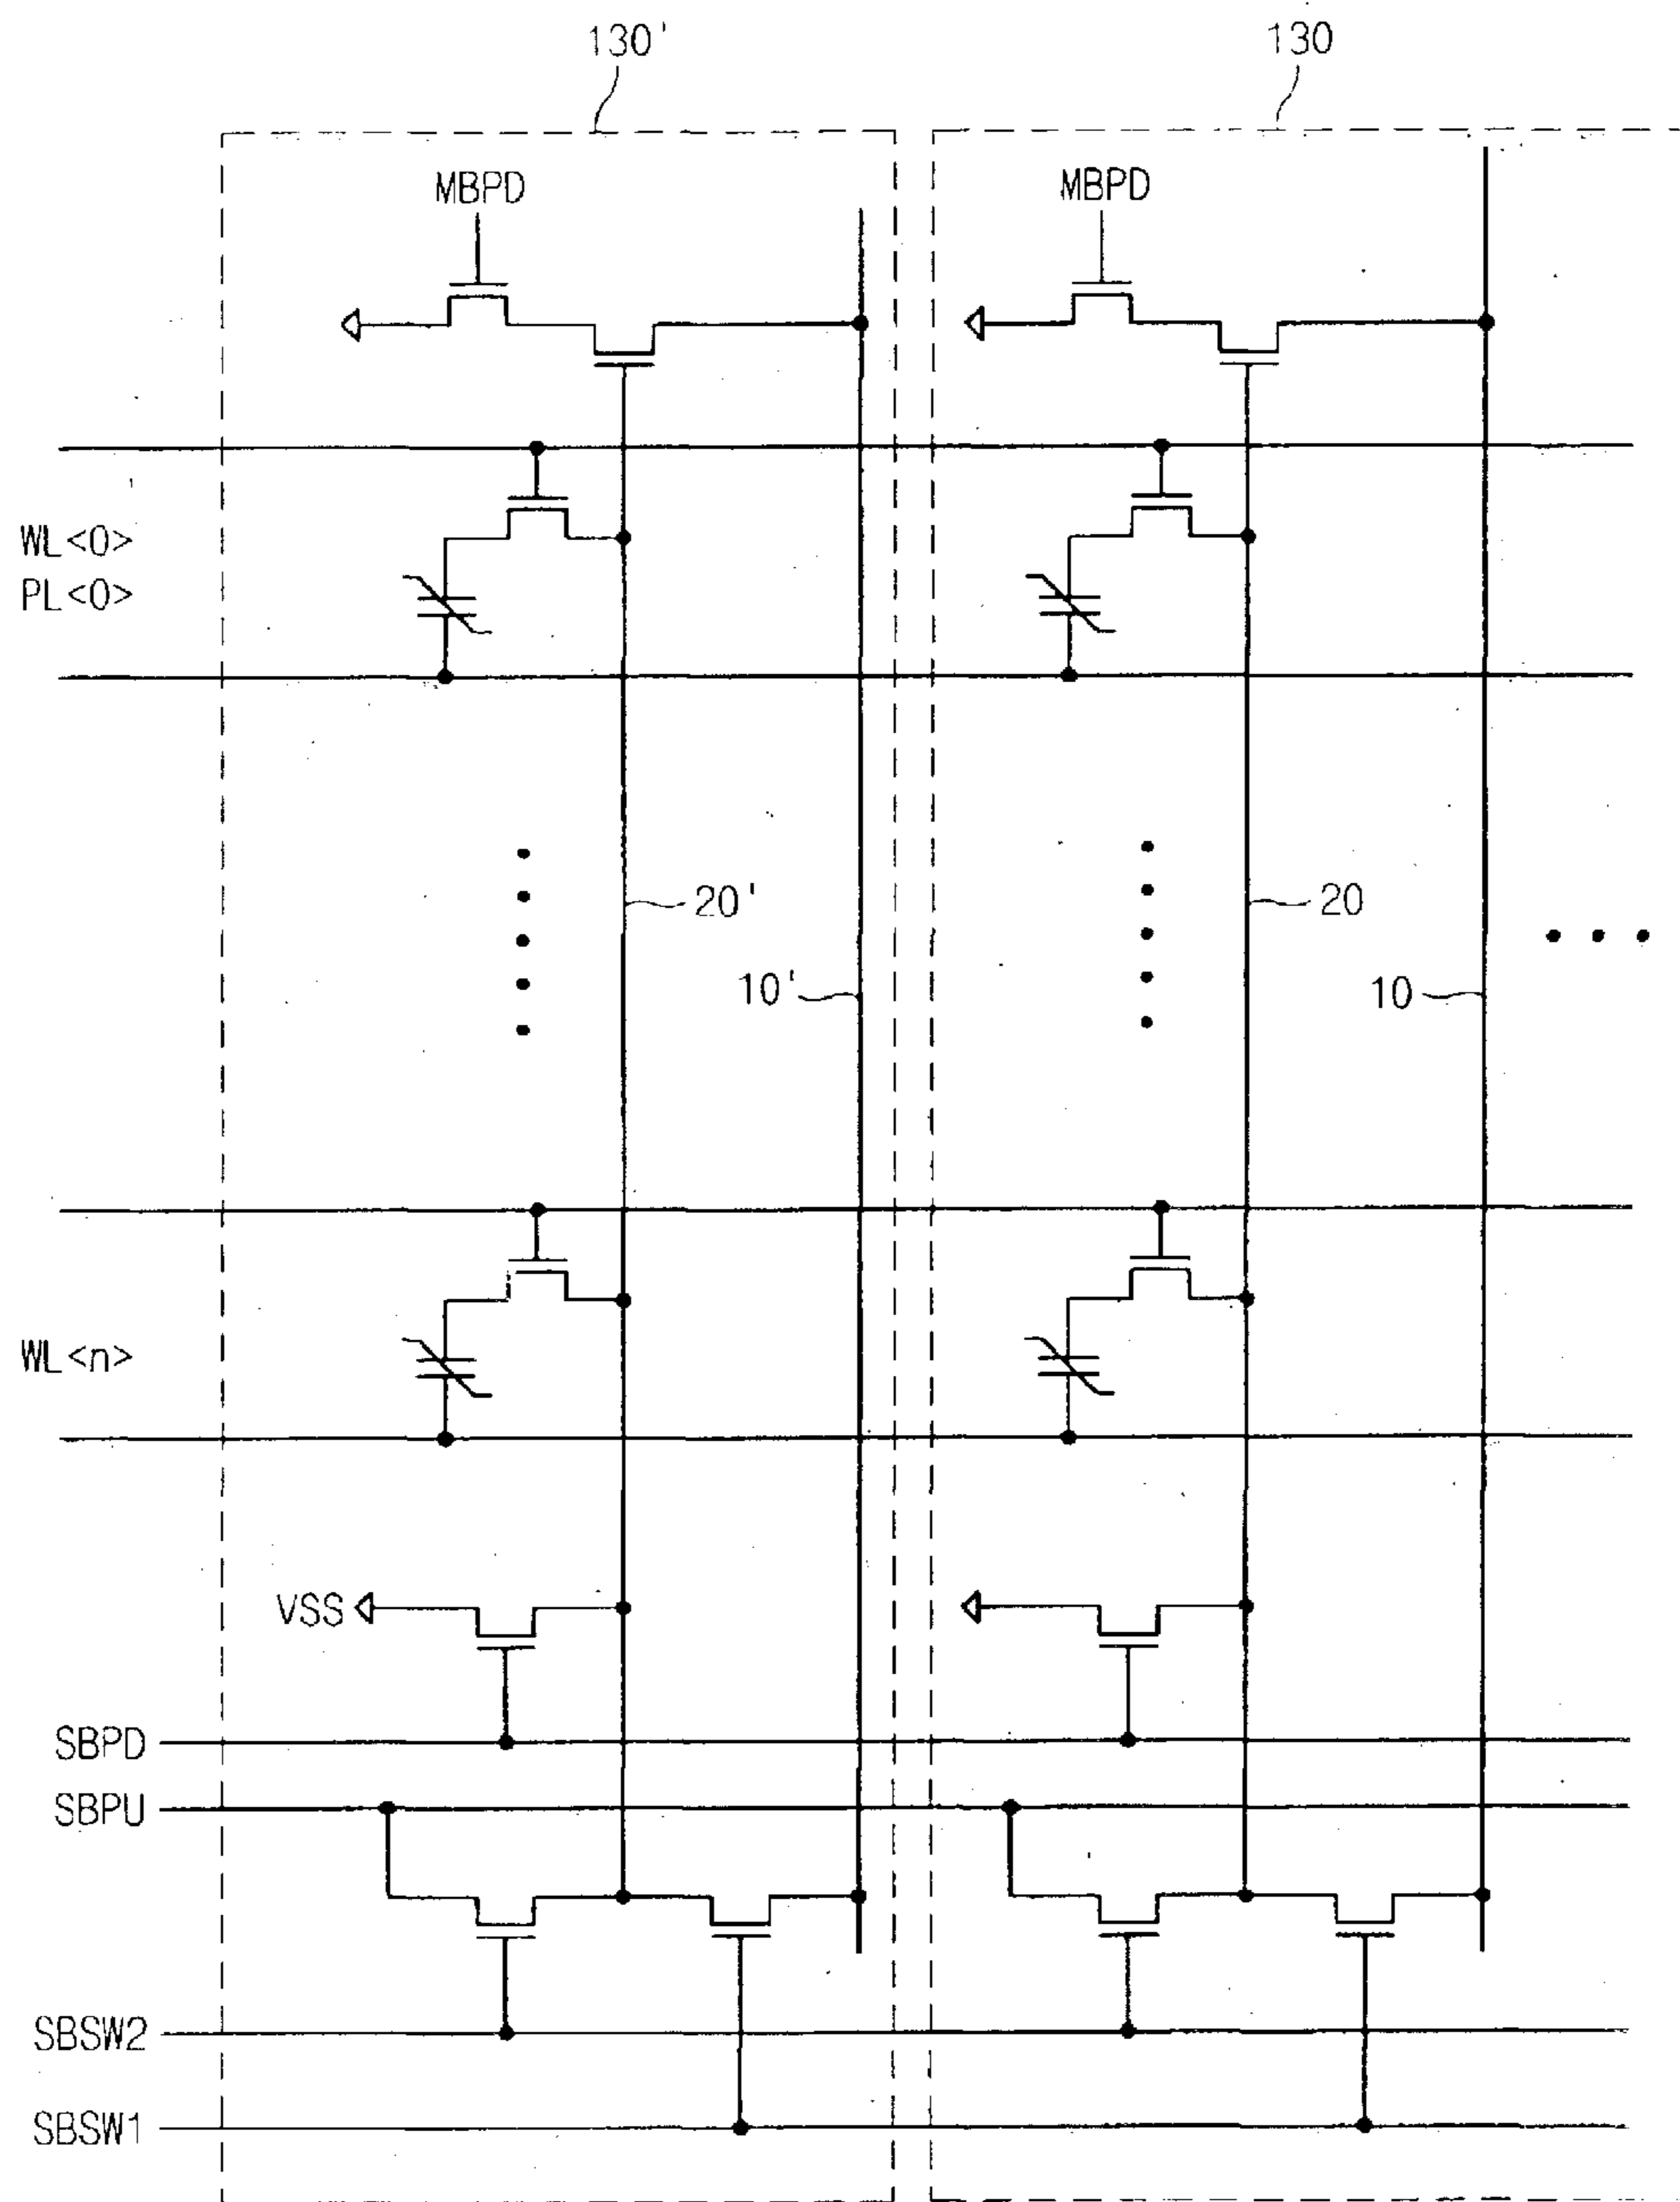 130'
130
MBPD
MBPD
WL<0>
PL<0>
20'
20
10'
10
WL<n>
VSS
SBPD
SBPU
SBSW2
SBSW1